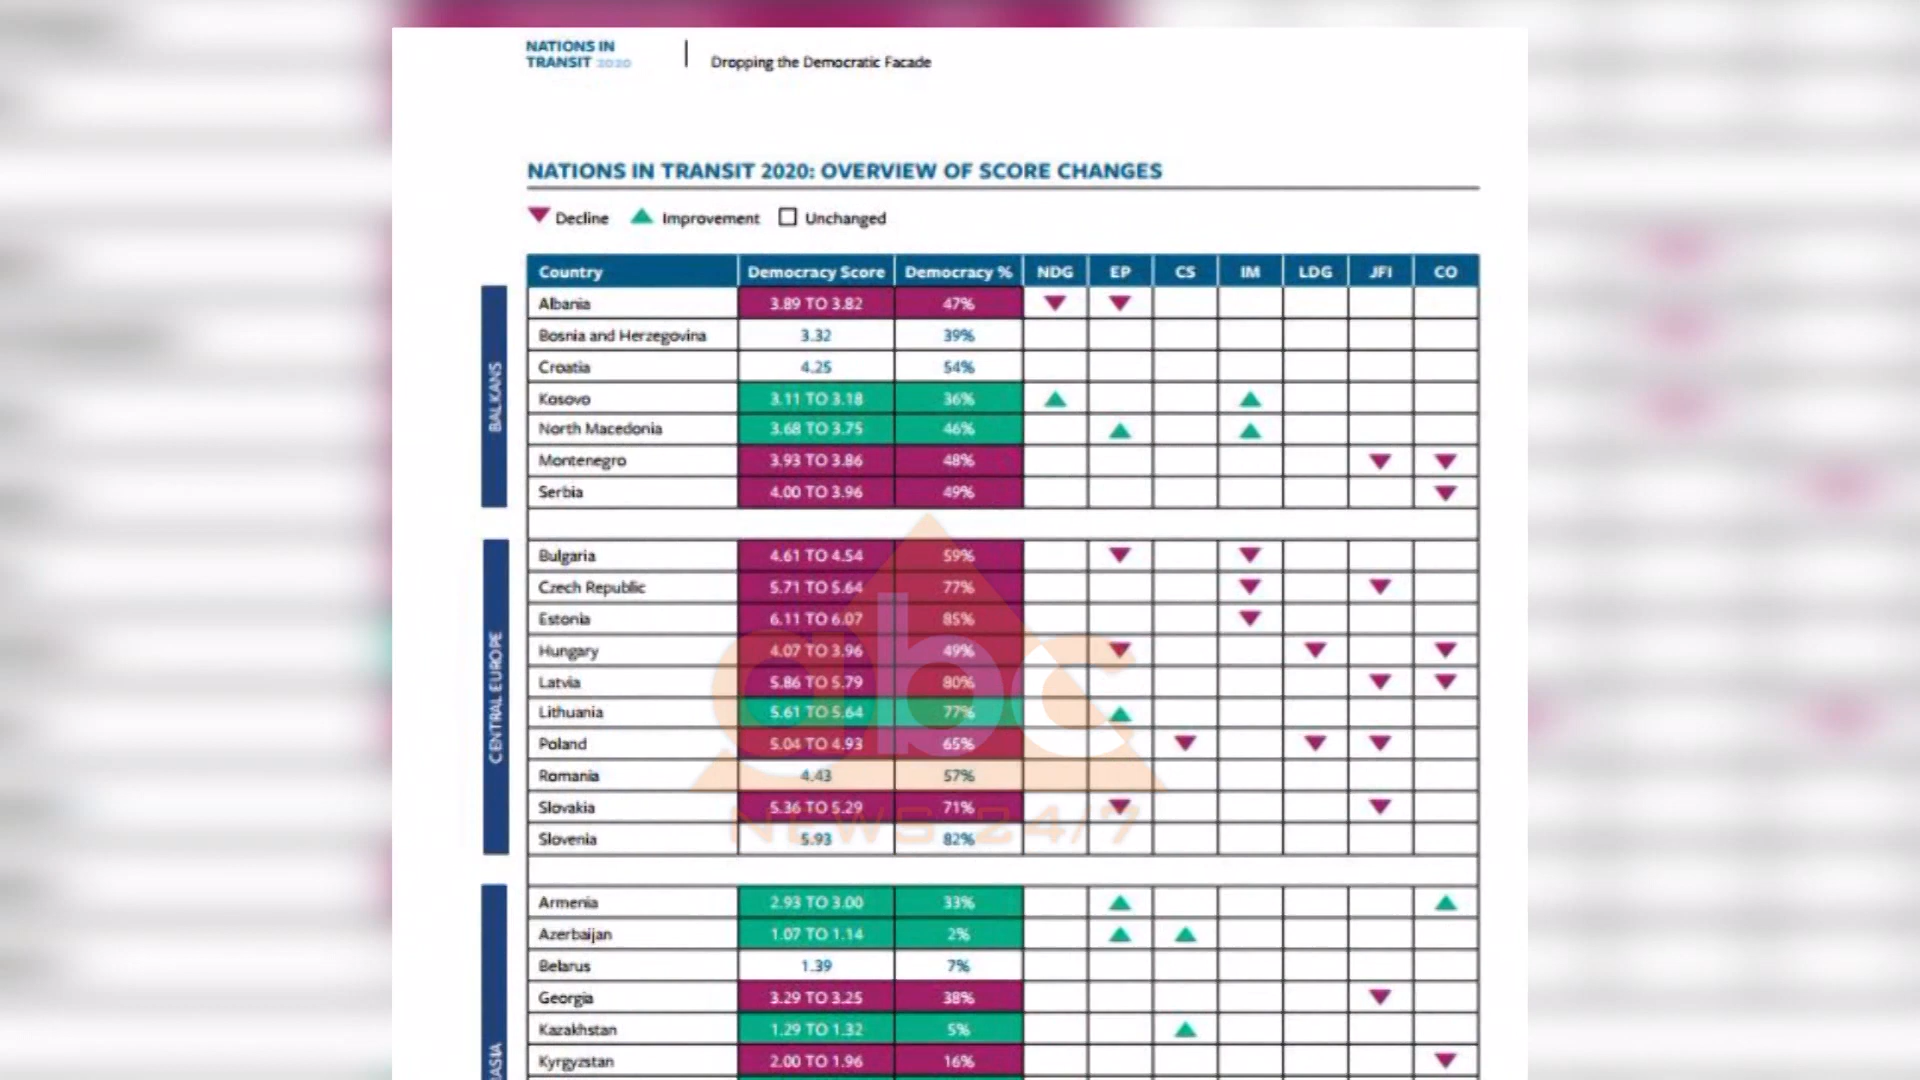 NATIONS IN
TRANSIT 2020
Dropping the Democratic Facade
NATIONS IN TRANSIT 2020: OVERVIEW OF SCORE CHANGES
Decline Improvement Unchanged
Country Democracy Score Democracy % NDG EP CS IM LDG JFI CO
BALKANS
Albania 3.89 TO 3.82 47%
Bosnia and Herzegovina 3.32 39%
Croatia 4.25 54%
Kosovo 3.11 TO 3.18 36%
North Macedonia 3.68 TO 3.75 46%
Montenegro 3.93 TO 3.86 48%
Serbia 4.00 TO 3.96 49%
CENTRAL EUROPE
Bulgaria 4.61 TO 4.54 59%
Czech Republic 5.71 TO 5.64 77%
Estonia 6.11 TO 6.07 85%
Hungary 4.07 TO 3.96 49%
Latvia 5.86 TO 5.79 80%
Lithuania 5.61 TO 5.64 77%
Poland 5.04 TO 4.93 65%
Romania 4.43 57%
Slovakia 5.36 TO 5.29 71%
Slovenia 5.93 82%
abc
NEWS 24/7
Armenia 2.93 TO 3.00 33%
Azerbaijan 1.07 TO 1.14 2%
Belarus 1.39 7%
Georgia 3.29 TO 3.25 38%
Kazakhstan 1.29 TO 1.32 5%
Kyrgyzstan 2.00 TO 1.96 16%